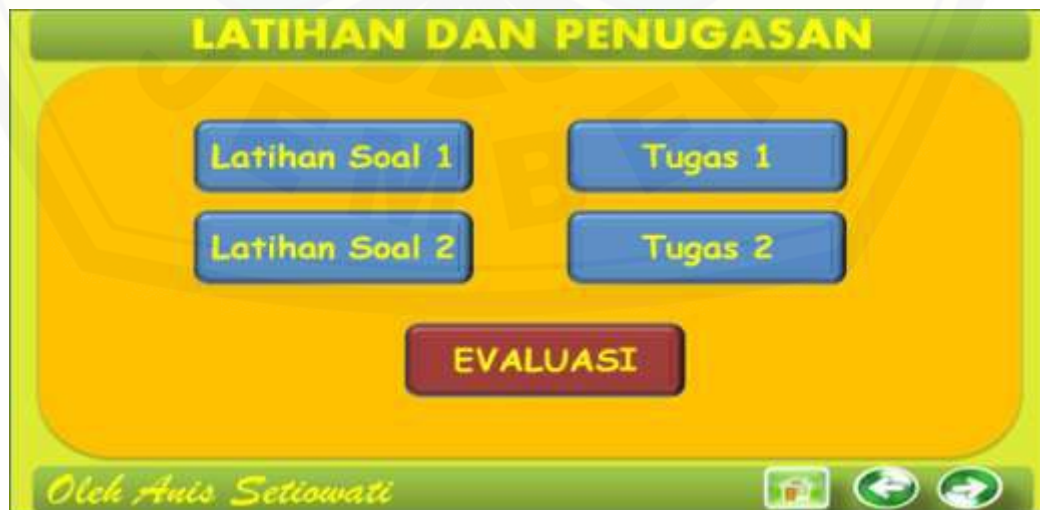 LATIHAN DAN PENUGASAN
Latihan Soal 1
Tugas 1
Latihan Soal 2
Tugas 2
EVALUASI
Oleh Anis Setiowati